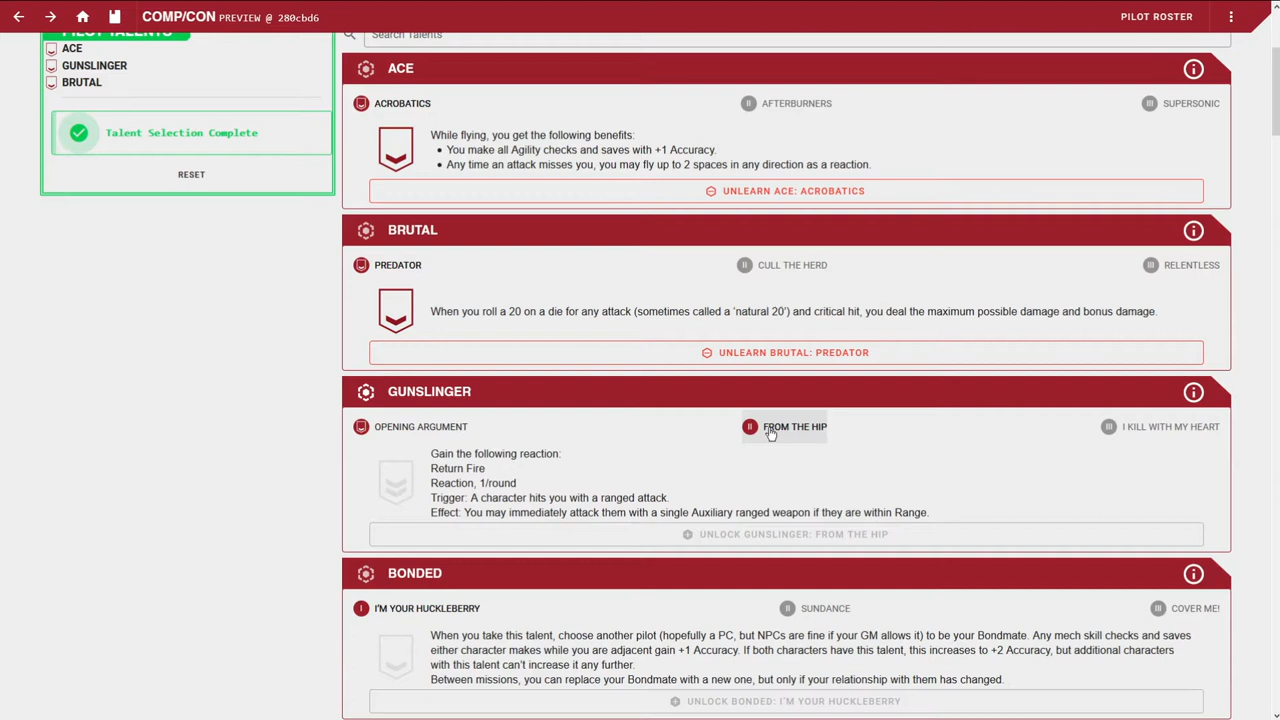 COMP/CON PREVIEW @ 280cbd6
PILOT ROSTER
PILOT TALENTS
ACE
GUNSLINGER
BRUTAL
Talent Selection Complete
RESET
Search Talents
ACE
ACROBATICS
II AFTERBURNERS
III SUPERSONIC
While flying, you get the following benefits:
• You make all Agility checks and saves with +1 Accuracy.
• Any time an attack misses you, you may fly up to 2 spaces in any direction as a reaction.
UNLEARN ACE: ACROBATICS
BRUTAL
PREDATOR
II CULL THE HERD
III RELENTLESS
When you roll a 20 on a die for any attack (sometimes called a ‘natural 20’) and critical hit, you deal the maximum possible damage and bonus damage.
UNLEARN BRUTAL: PREDATOR
GUNSLINGER
OPENING ARGUMENT
II FROM THE HIP
III I KILL WITH MY HEART
Gain the following reaction:
Return Fire
Reaction, 1/round
Trigger: A character hits you with a ranged attack.
Effect: You may immediately attack them with a single Auxiliary ranged weapon if they are within Range.
UNLOCK GUNSLINGER: FROM THE HIP
BONDED
I I'M YOUR HUCKLEBERRY
II SUNDANCE
III COVER ME!
When you take this talent, choose another pilot (hopefully a PC, but NPCs are fine if your GM allows it) to be your Bondmate. Any mech skill checks and saves
either character makes while you are adjacent gain +1 Accuracy. If both characters have this talent, this increases to +2 Accuracy, but additional characters
with this talent can’t increase it any further.
Between missions, you can replace your Bondmate with a new one, but only if your relationship with them has changed.
UNLOCK BONDED: I'M YOUR HUCKLEBERRY